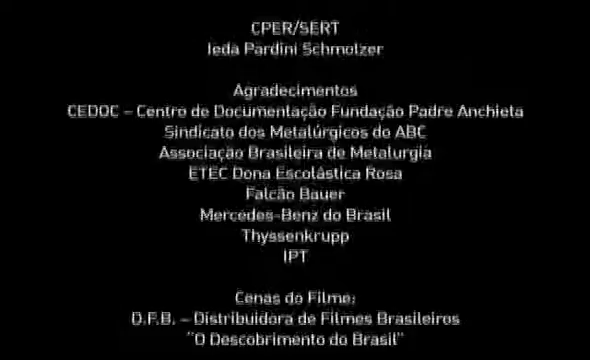 CPER/SERT
Ieda Pardini Schmolzer
Agradecimentos
CEDOC – Centro de Documentação Fundação Padre Anchieta
Sindicato dos Metalúrgicos do ABC
Associação Brasileira de Metalurgia
ETEC Dona Escolástica Rosa
Falcão Bauer
Mercedes-Benz do Brasil
Thyssenkrupp
IPT
Cenas do Filme:
D.F.B. – Distribuidora de Filmes Brasileiros
"O Descobrimento do Brasil"